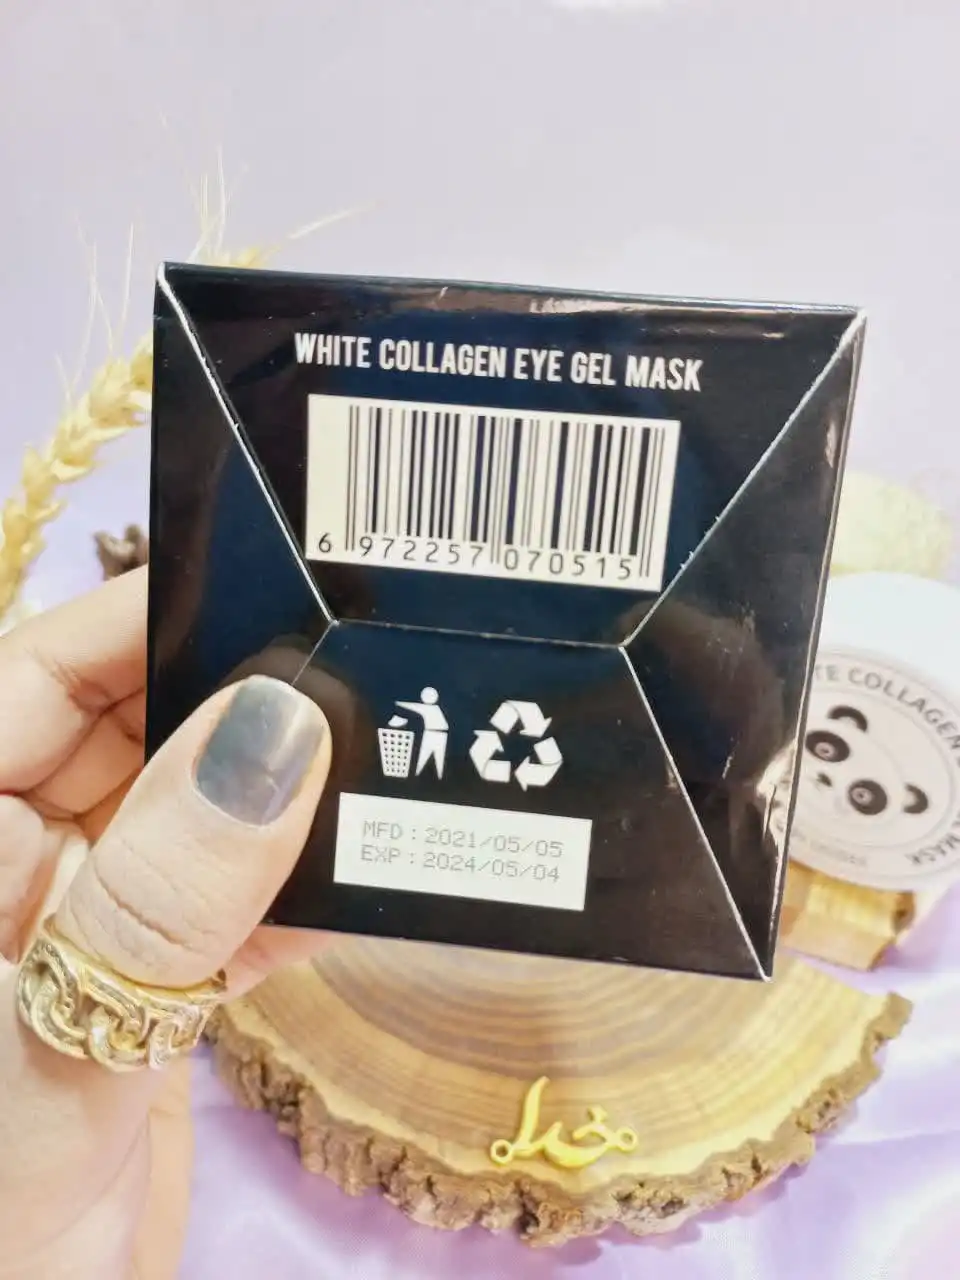 WHITE COLLAGEN EYE GEL MASK
6 972257 070515
MFD : 2021/05/05
EXP : 2024/05/04
TE COLLAGEN
MASK
خدا